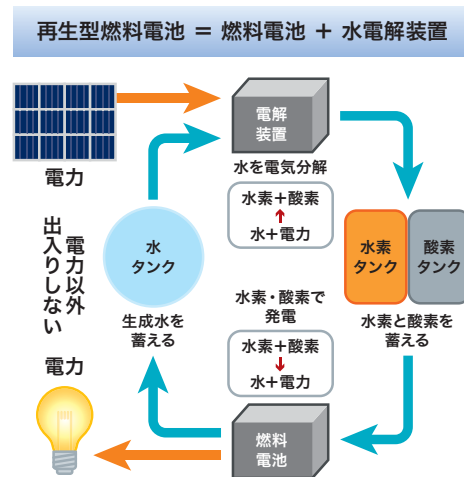 再生型燃料電池 = 燃料電池 + 水電解装置
電解
装置
電力
水を電気分解
水素+酸素
↑
水+電力
水
タンク
水素
タンク
酸素
タンク
電力以外
出入りしない
生成水を
蓄える
水素・酸素で
発電
水素と酸素を
蓄える
水素+酸素
↓
水+電力
電力
燃料
電池